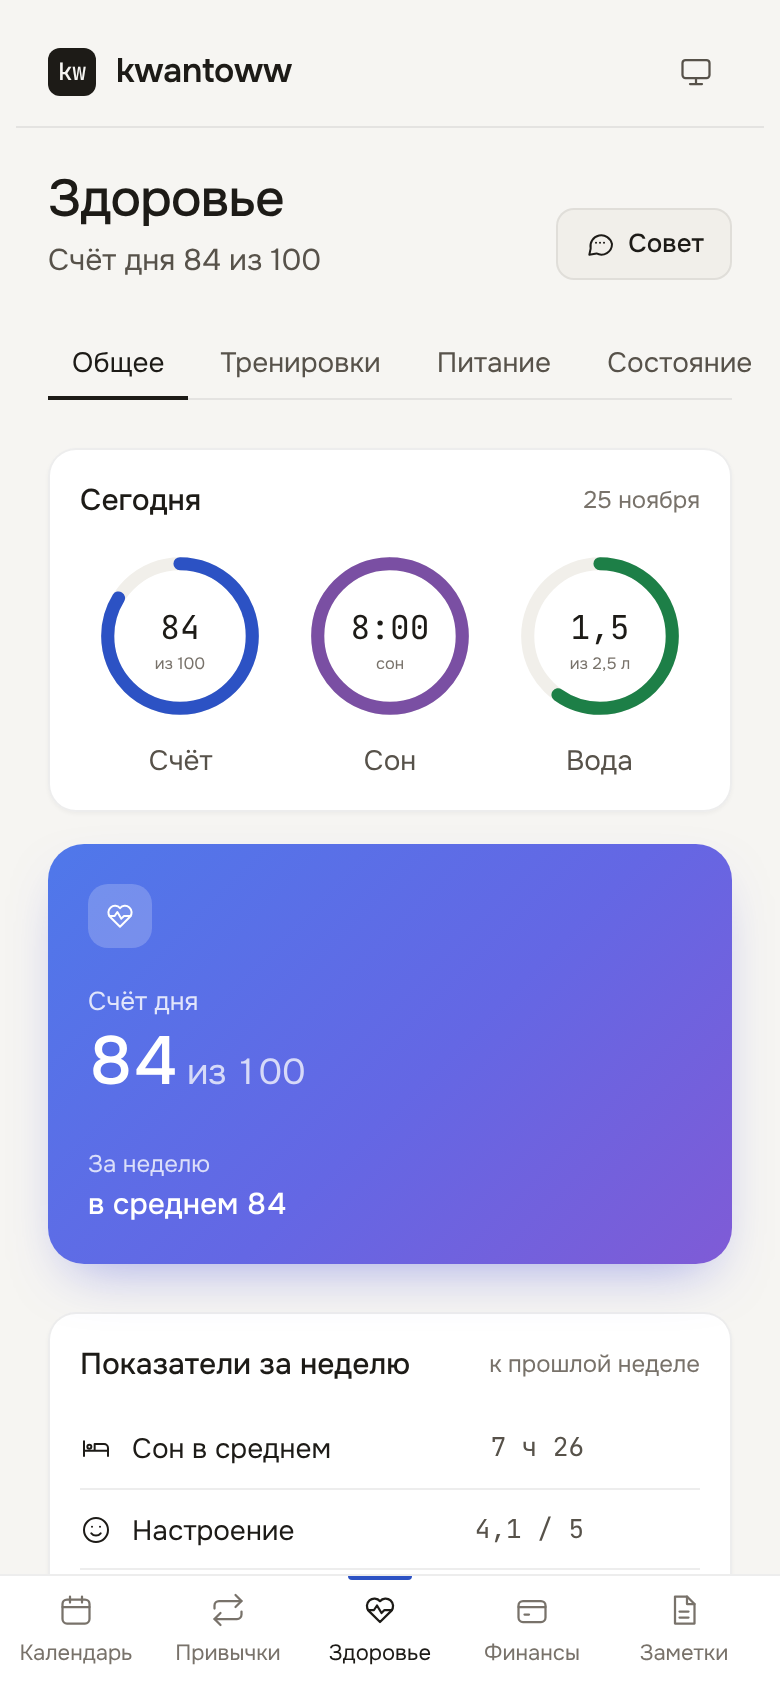 kw kwantoww
Здоровье
Счёт дня 84 из 100
Совет
Общее Тренировки Питание Состояние
Сегодня 25 ноября
84 8:00 1,5
из 100 сон из 2,5 л
Счёт Сон Вода
Счёт дня
84 из 100
За неделю
в среднем 84
Показатели за неделю к прошлой неделе
Сон в среднем 7 ч 26
Настроение 4,1 / 5
Календарь Привычки Здоровье Финансы Заметки